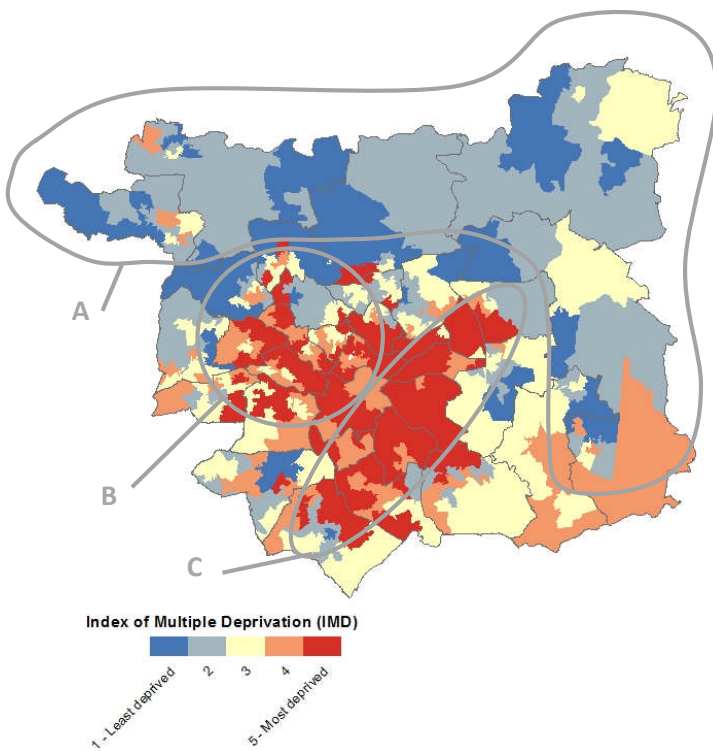 A
B
C
Index of Multiple Deprivation (IMD)
1 - Least deprived
2
3
4
5 - Most deprived